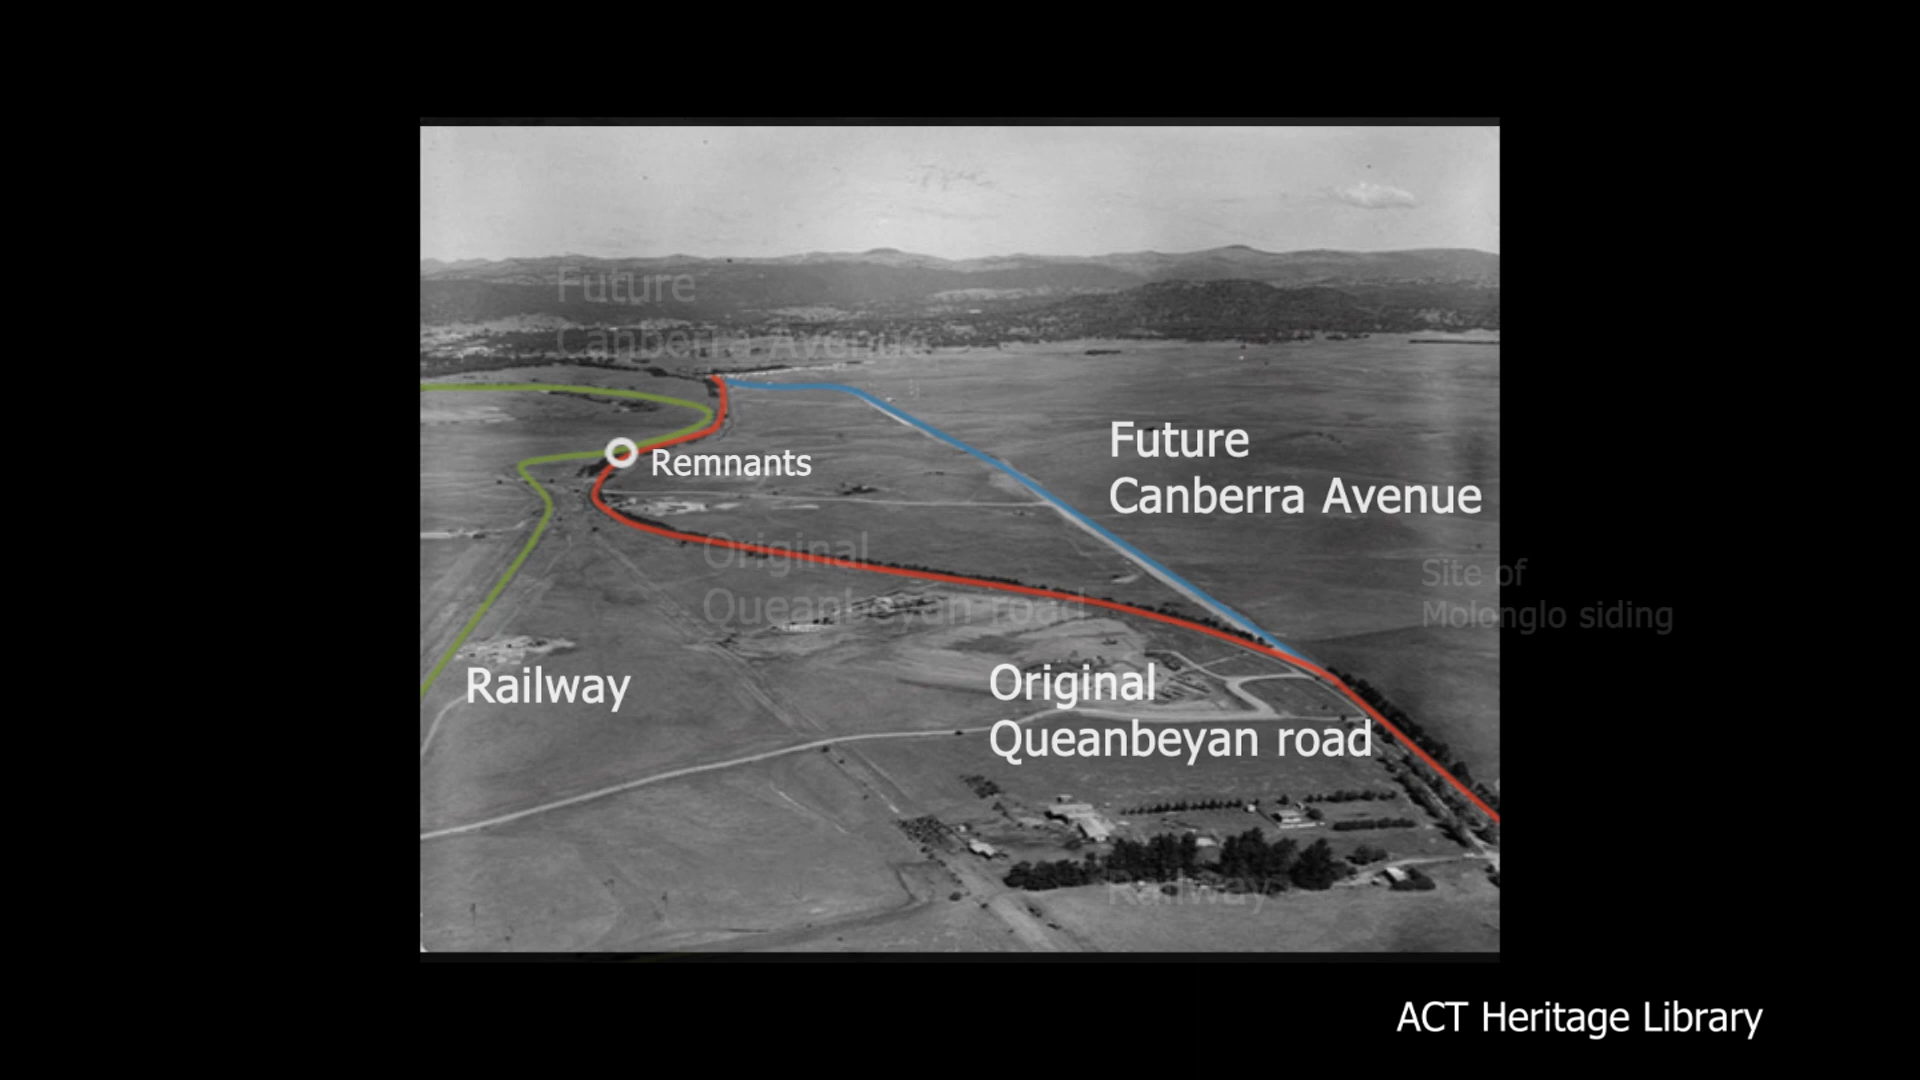 Future
Canberra Avenue
Future
Canberra Avenue
Remnants
Original
Queanbeyan road
Site of
Molonglo siding
Railway
Original
Queanbeyan road
Railway
ACT Heritage Library